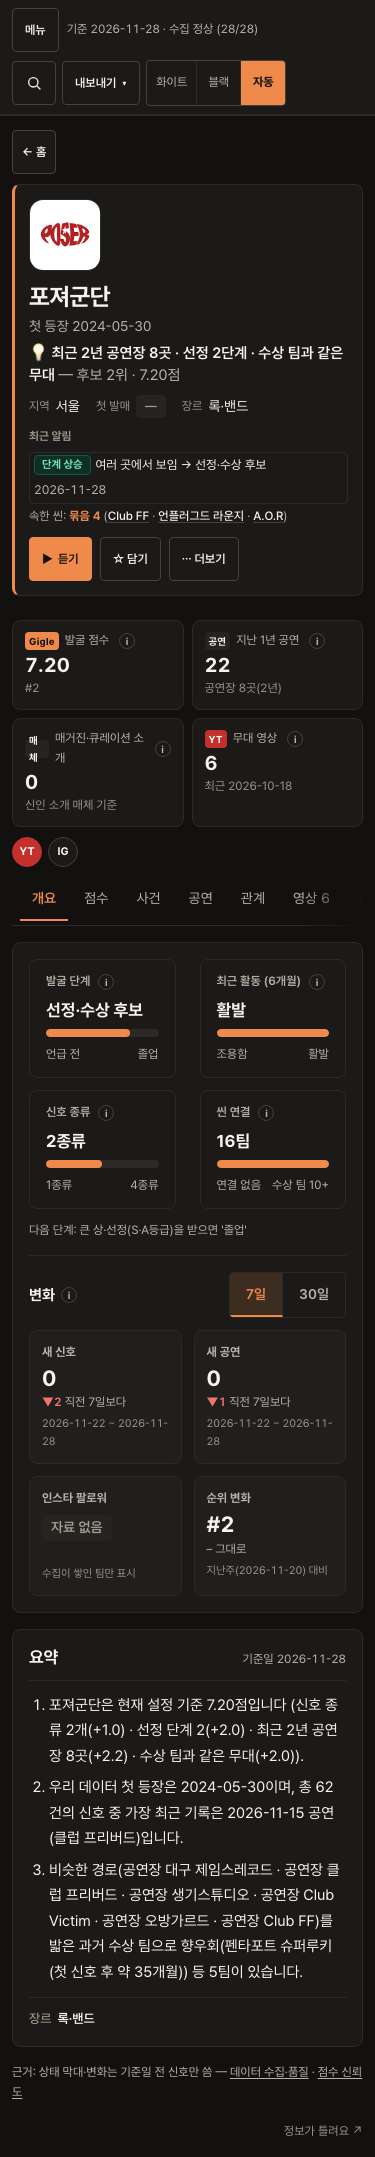 메뉴
기준 2026-11-28 · 수집 정상 (28/28)
내보내기 ▾
화이트 블랙 자동
← 홈
POSER
포져군단
첫 등장 2024-05-30
💡 최근 2년 공연장 8곳 · 선정 2단계 · 수상 팀과 같은
무대 — 후보 2위 · 7.20점
지역 서울 첫 발매 — 장르 록·밴드
최근 알림
단계 상승 여러 곳에서 보임 → 선정·수상 후보
2026-11-28
속한 씬: 묶음 4 (Club FF · 언플러그드 라운지 · A.O.R)
▶ 듣기 ☆ 담기 ··· 더보기
Gigle 발굴 점수 i
7.20
#2
공연 지난 1년 공연 i
22
공연장 8곳(2년)
매체 매거진·큐레이션 소
개 i
0
신인 소개 매체 기준
YT 무대 영상 i
6
최근 2026-10-18
YT IG
개요 점수 사건 공연 관계 영상 6
발굴 단계 i
선정·수상 후보
언급 전 졸업
최근 활동 (6개월) i
활발
조용함 활발
신호 종류 i
2종류
1종류 4종류
씬 연결 i
16팀
연결 없음 수상 팀 10+
다음 단계: 큰 상·선정(S·A등급)을 받으면 '졸업'
변화 i 7일 30일
새 신호
0
▼2 직전 7일보다
2026-11-22 ~ 2026-11-
28
새 공연
0
▼1 직전 7일보다
2026-11-22 ~ 2026-11-
28
인스타 팔로워
자료 없음
수집이 쌓인 팀만 표시
순위 변화
#2
– 그대로
지난주(2026-11-20) 대비
요약 기준일 2026-11-28
1. 포져군단은 현재 설정 기준 7.20점입니다 (신호 종
류 2개(+1.0) · 선정 단계 2(+2.0) · 최근 2년 공연
장 8곳(+2.2) · 수상 팀과 같은 무대(+2.0)).
2. 우리 데이터 첫 등장은 2024-05-30이며, 총 62
건의 신호 중 가장 최근 기록은 2026-11-15 공연
(클럽 프리버드)입니다.
3. 비슷한 경로(공연장 대구 제임스레코드 · 공연장 클
럽 프리버드 · 공연장 생기스튜디오 · 공연장 Club
Victim · 공연장 오방가르드 · 공연장 Club FF)를
밟은 과거 수상 팀으로 향우회(펜타포트 슈퍼루키
(첫 신호 후 약 35개월)) 등 5팀이 있습니다.
장르 록·밴드
근거: 상태 막대·변화는 기준일 전 신호만 씀 — 데이터 수집·품질 · 점수 신뢰
도
정보가 틀려요 ↗